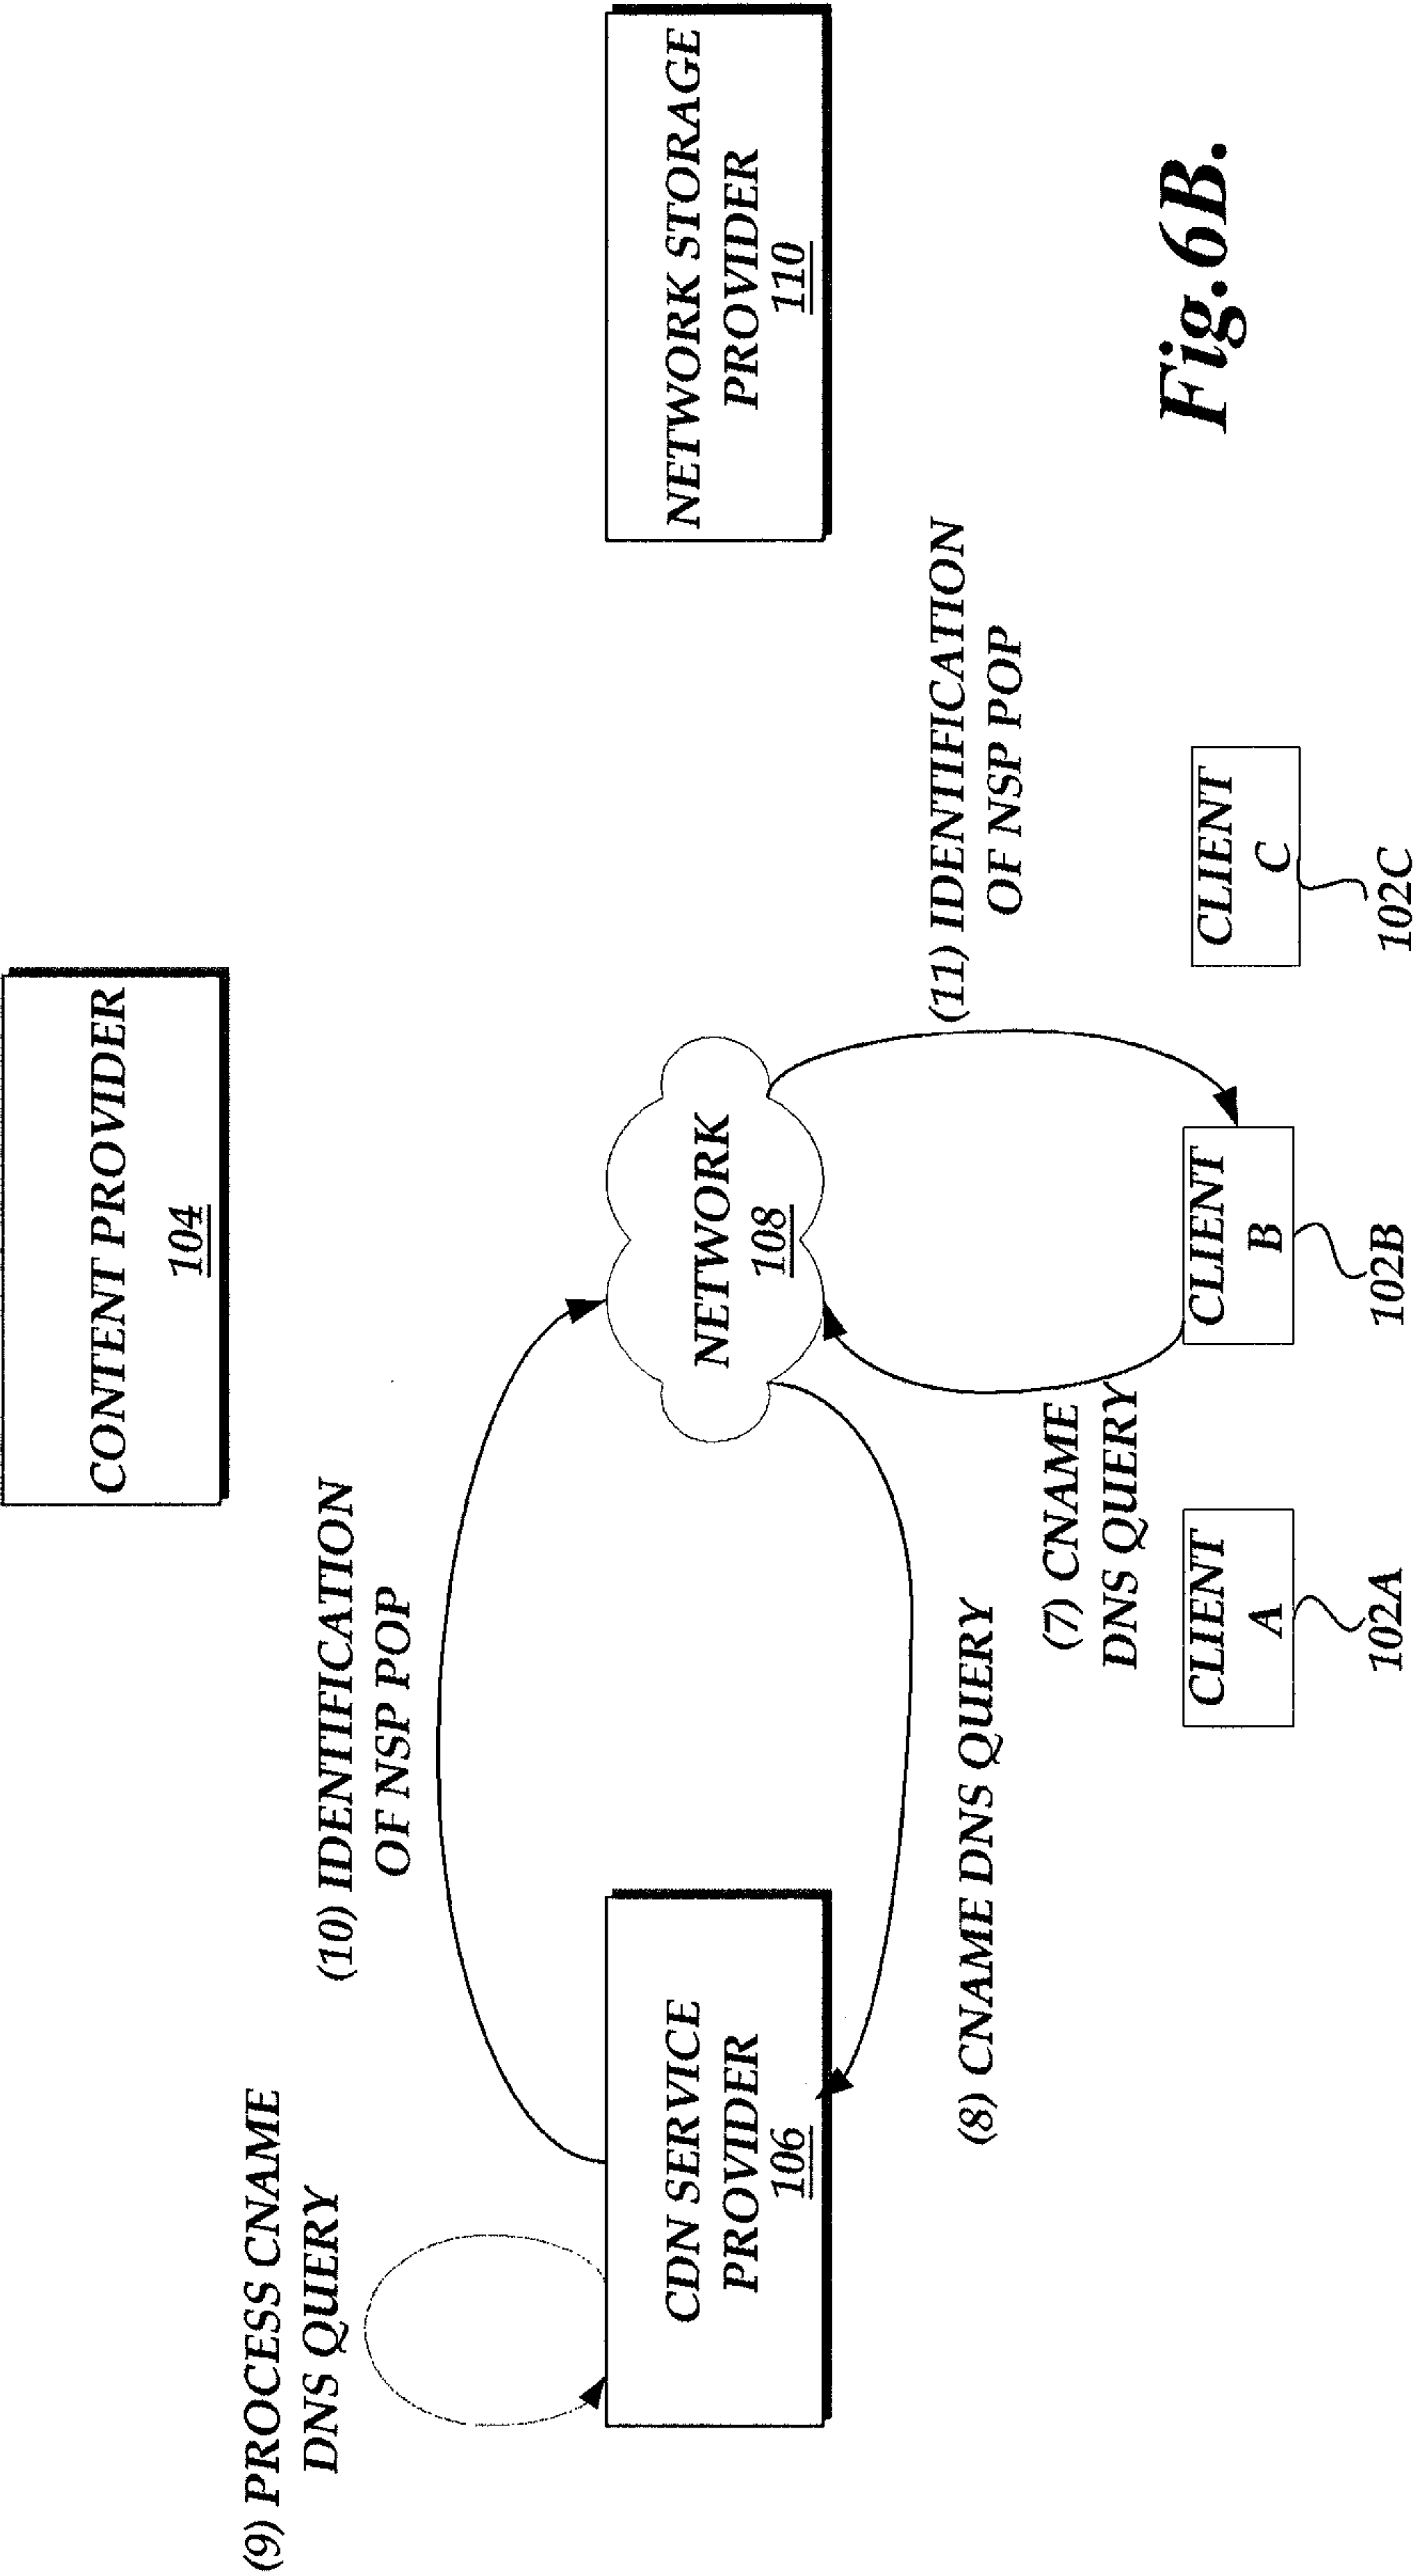 CONTENT PROVIDER
104
(9) PROCESS CNAME
DNS QUERY
(10) IDENTIFICATION
OF NSP POP
CDN SERVICE
PROVIDER
106
NETWORK
108
NETWORK STORAGE
PROVIDER
110
(8) CNAME DNS QUERY
(7) CNAME
DNS QUERY
(11) IDENTIFICATION
OF NSP POP
CLIENT
A
102A
CLIENT
B
102B
CLIENT
C
102C
Fig.6B.